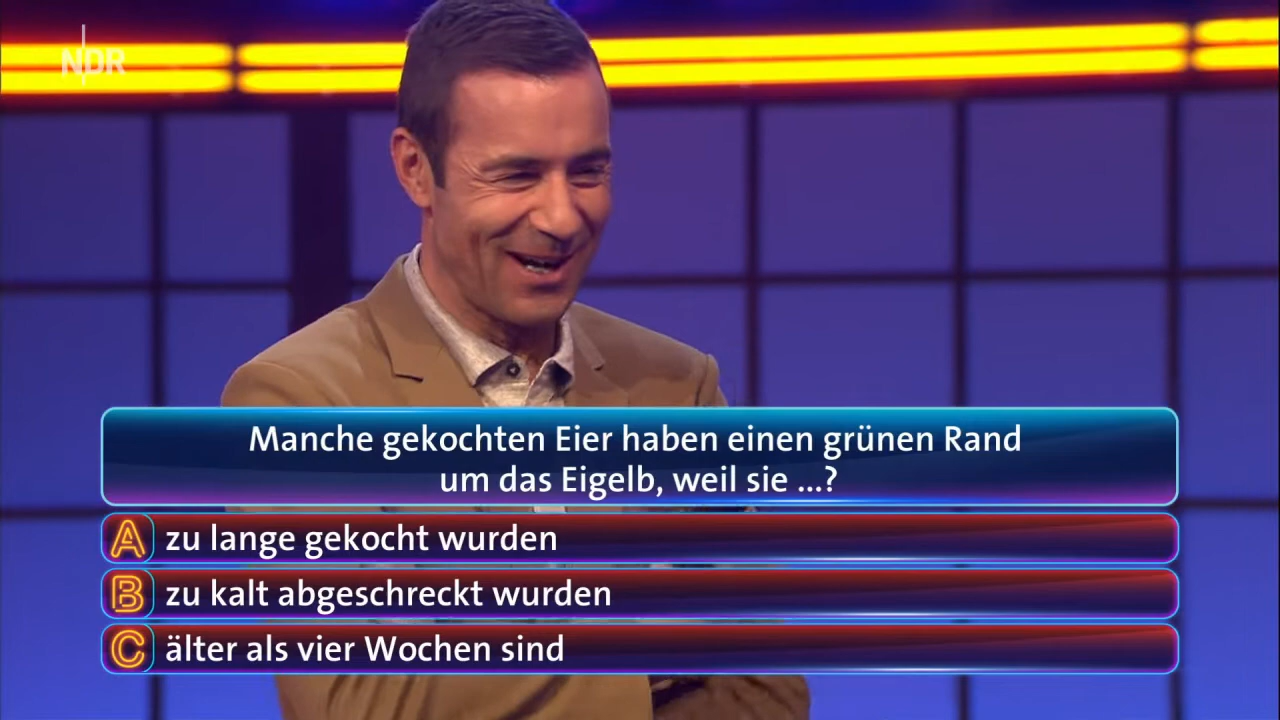 NDR
Manche gekochten Eier haben einen grünen Rand
um das Eigelb, weil sie ...?
A zu lange gekocht wurden
B zu kalt abgeschreckt wurden
C älter als vier Wochen sind